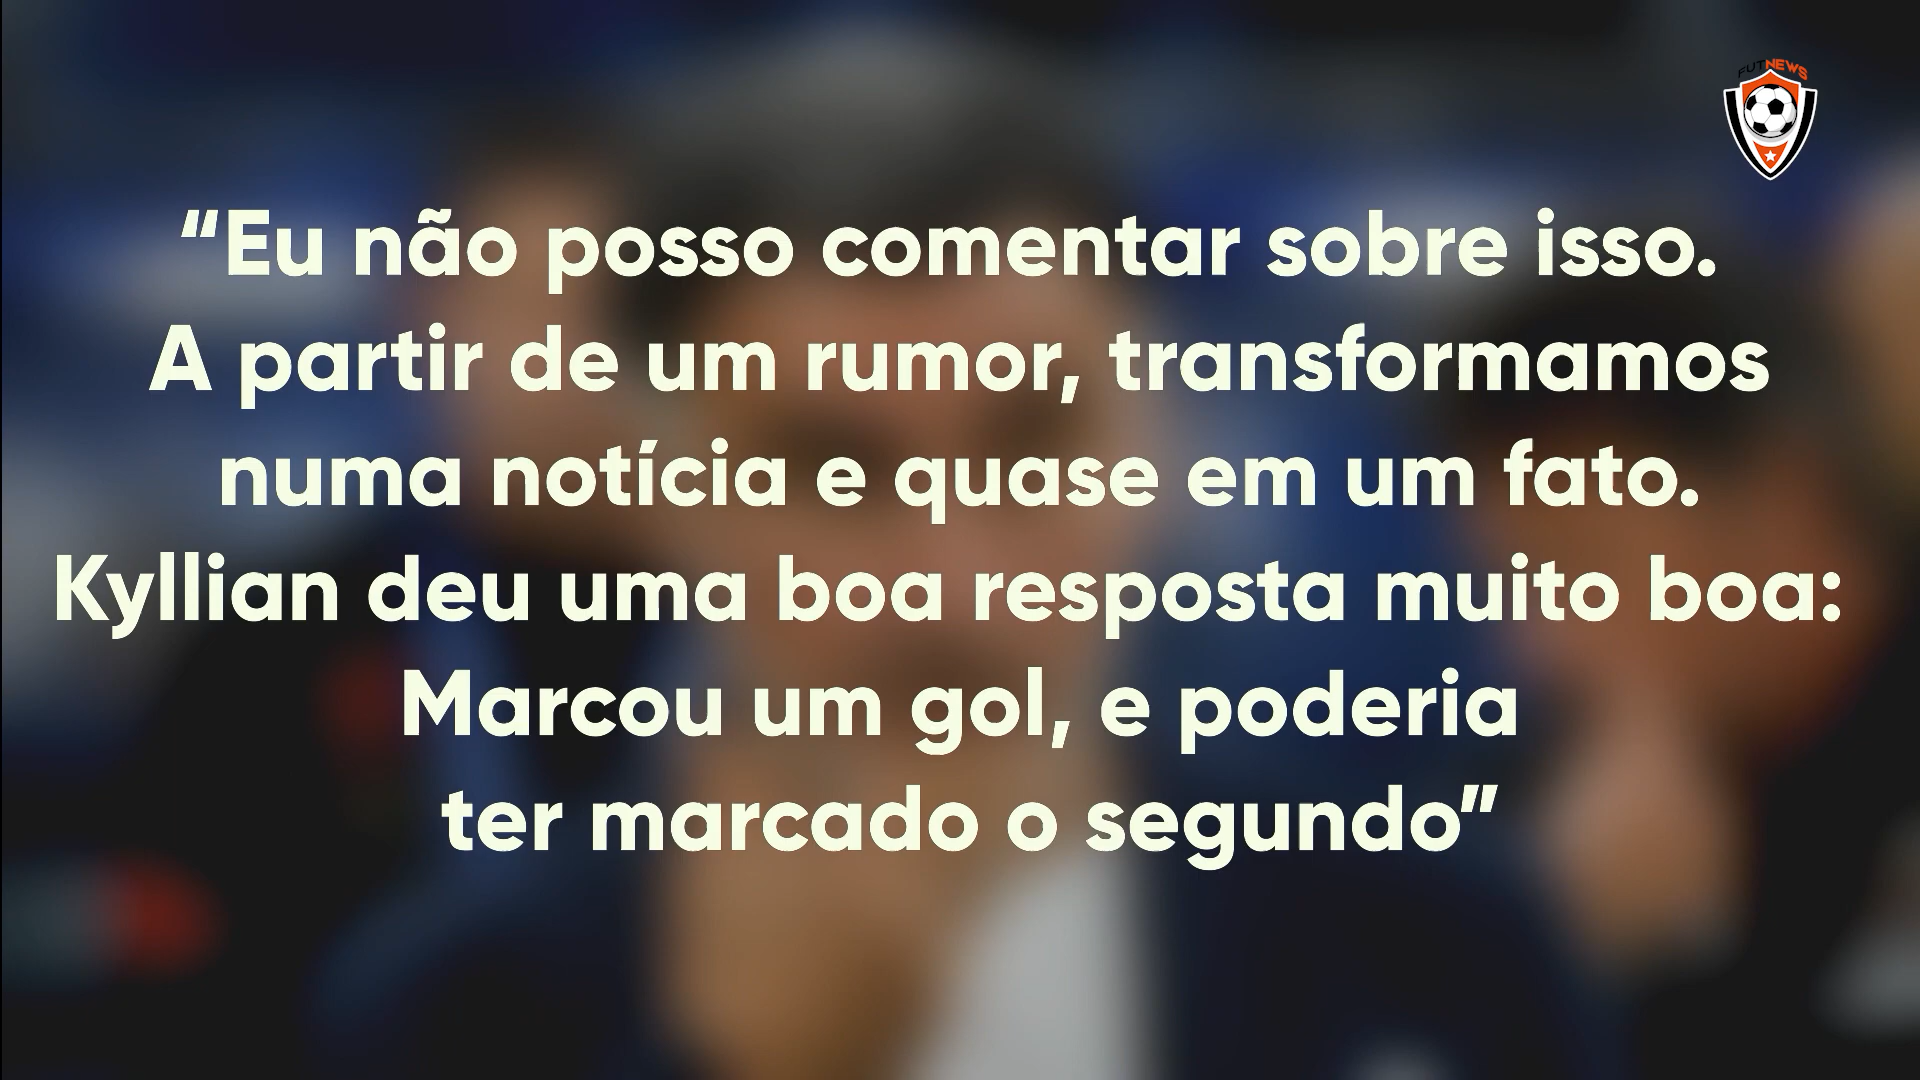 FUTNEWS
“Eu não posso comentar sobre isso.
A partir de um rumor, transformamos
numa notícia e quase em um fato.
Kyllian deu uma boa resposta muito boa:
Marcou um gol, e poderia
ter marcado o segundo”